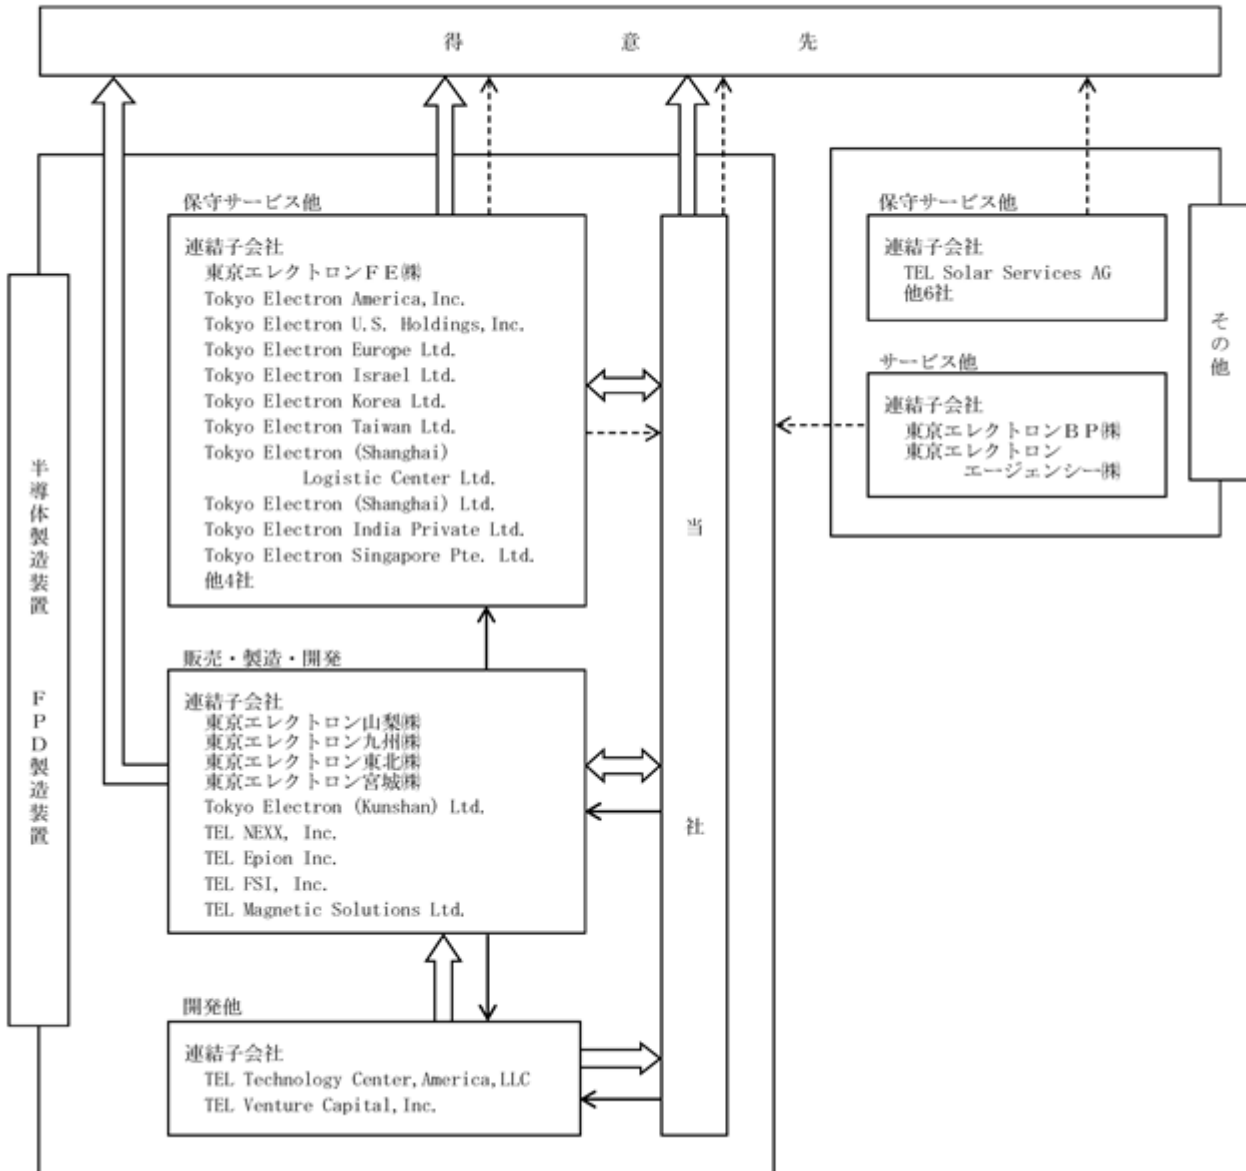 得意先
保守サービス他
連結子会社
東京エレクトロンＦＥ㈱
Tokyo Electron America,Inc.
Tokyo Electron U.S. Holdings,Inc.
Tokyo Electron Europe Ltd.
Tokyo Electron Israel Ltd.
Tokyo Electron Korea Ltd.
Tokyo Electron Taiwan Ltd.
Tokyo Electron (Shanghai)
Logistic Center Ltd.
Tokyo Electron (Shanghai) Ltd.
Tokyo Electron India Private Ltd.
Tokyo Electron Singapore Pte. Ltd.
他4社
販売・製造・開発
連結子会社
東京エレクトロン山梨㈱
東京エレクトロン九州㈱
東京エレクトロン東北㈱
東京エレクトロン宮城㈱
Tokyo Electron (Kunshan) Ltd.
TEL NEXX, Inc.
TEL Epion Inc.
TEL FSI, Inc.
TEL Magnetic Solutions Ltd.
開発他
連結子会社
TEL Technology Center,America,LLC
TEL Venture Capital,Inc.
半導体製造装置
ＦＰＤ製造装置
当社
保守サービス他
連結子会社
TEL Solar Services AG
他6社
サービス他
連結子会社
東京エレクトロンＢＰ㈱
東京エレクトロン
エージェンシー㈱
その他